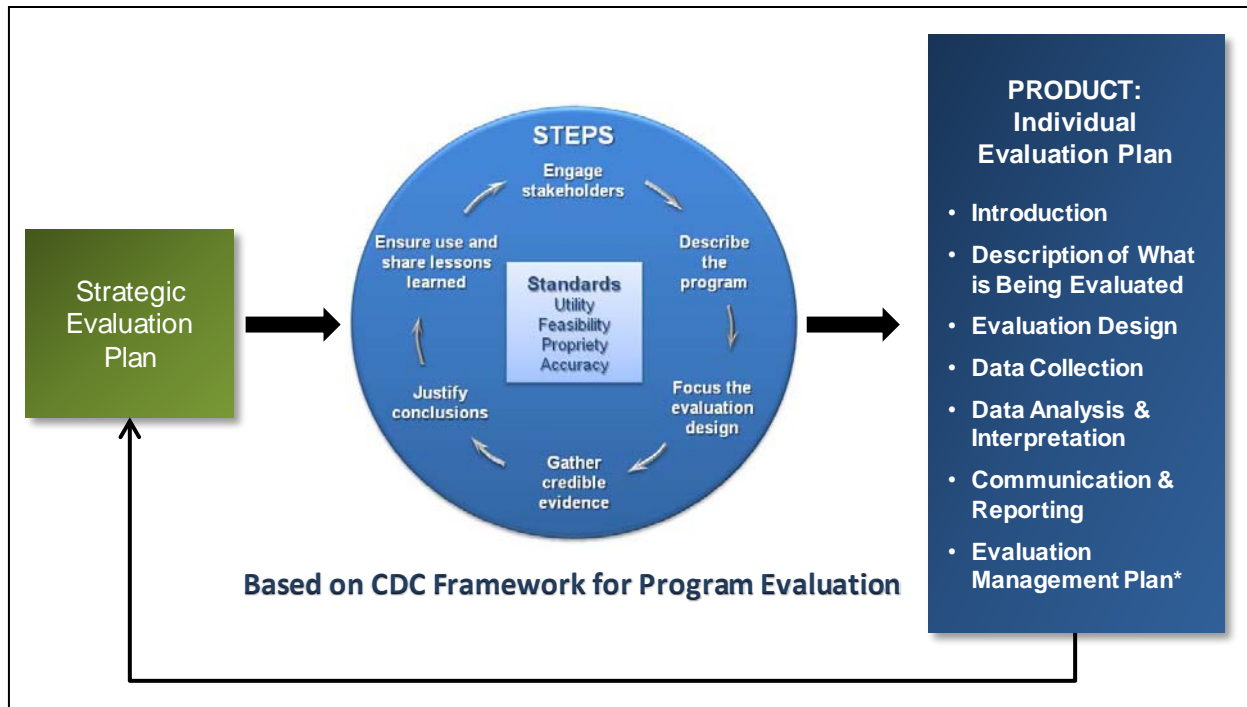 Strategic
Evaluation
Plan
STEPS
Engage
stakeholders
Describe
the
program
Focus the
evaluation
design
Gather
credible
evidence
Justify
conclusions
Ensure use and
share lessons
learned
Standards
Utility
Feasibility
Propriety
Accuracy
Based on CDC Framework for Program Evaluation
PRODUCT:
Individual
Evaluation Plan
• Introduction
• Description of What
is Being Evaluated
• Evaluation Design
• Data Collection
• Data Analysis &
Interpretation
• Communication &
Reporting
• Evaluation
Management Plan*